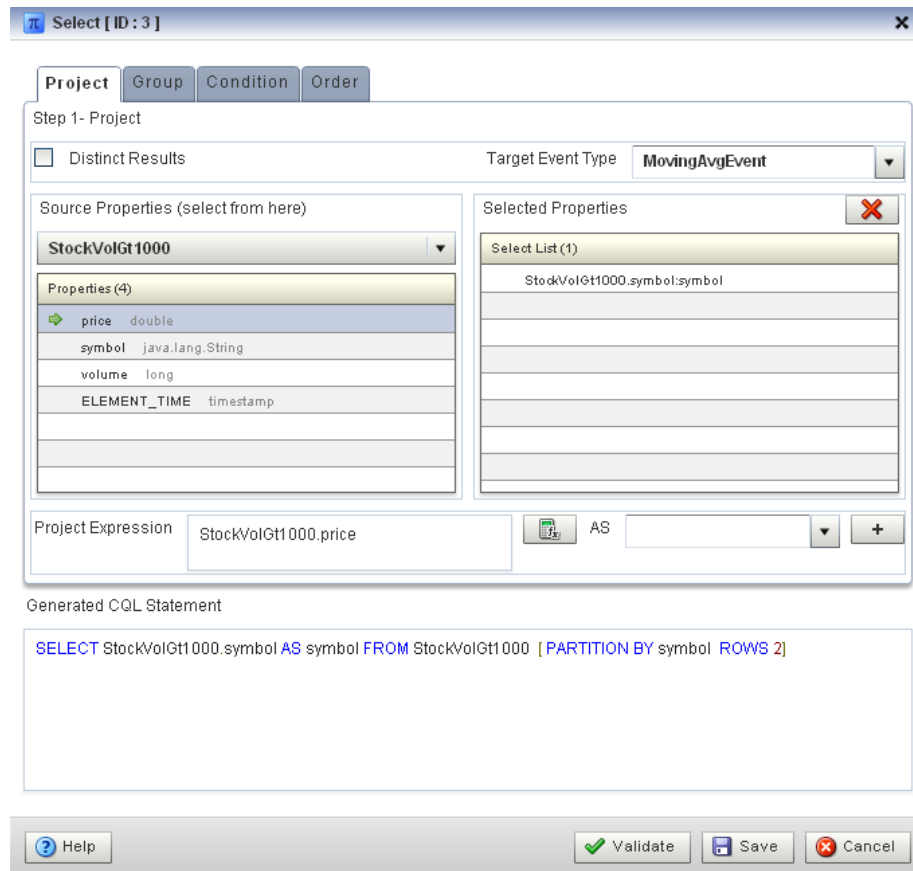 π Select [ ID : 3 ]
Project Group Condition Order
Step 1- Project
Distinct Results Target Event Type MovingAvgEvent
Source Properties (select from here) Selected Properties
StockVolGt1000
Select List (1)
Properties (4)
StockVolGt1000.symbol:symbol
price double
symbol java.lang.String
volume long
ELEMENT_TIME timestamp
Project Expression StockVolGt1000.price fx AS +
Generated CQL Statement
SELECT StockVolGt1000.symbol AS symbol FROM StockVolGt1000 [ PARTITION BY symbol ROWS 2]
? Help Validate Save Cancel